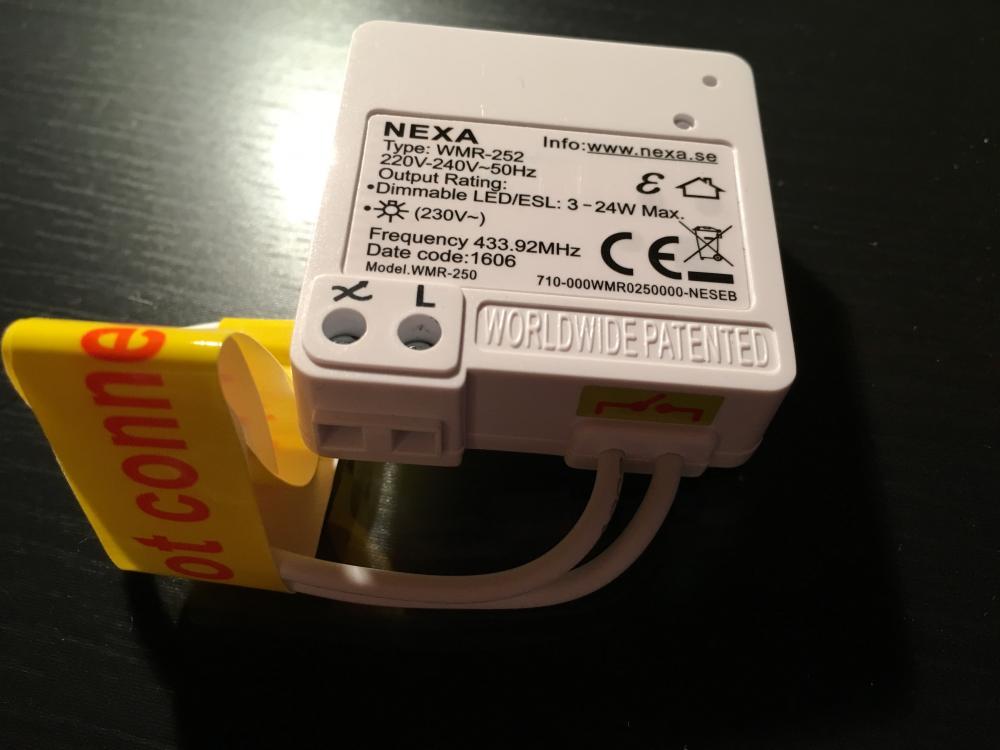 NEXA
Info:www.nexa.se
Type: WMR-252
220V-240V~50Hz
Output Rating:
•Dimmable LED/ESL: 3-24W Max.
• (230V~)
Frequency 433.92MHz
Date code:1606
Model.WMR-250
CE
710-000WMR0250000-NESEB
L
WORLDWIDE PATENTED
ot conne